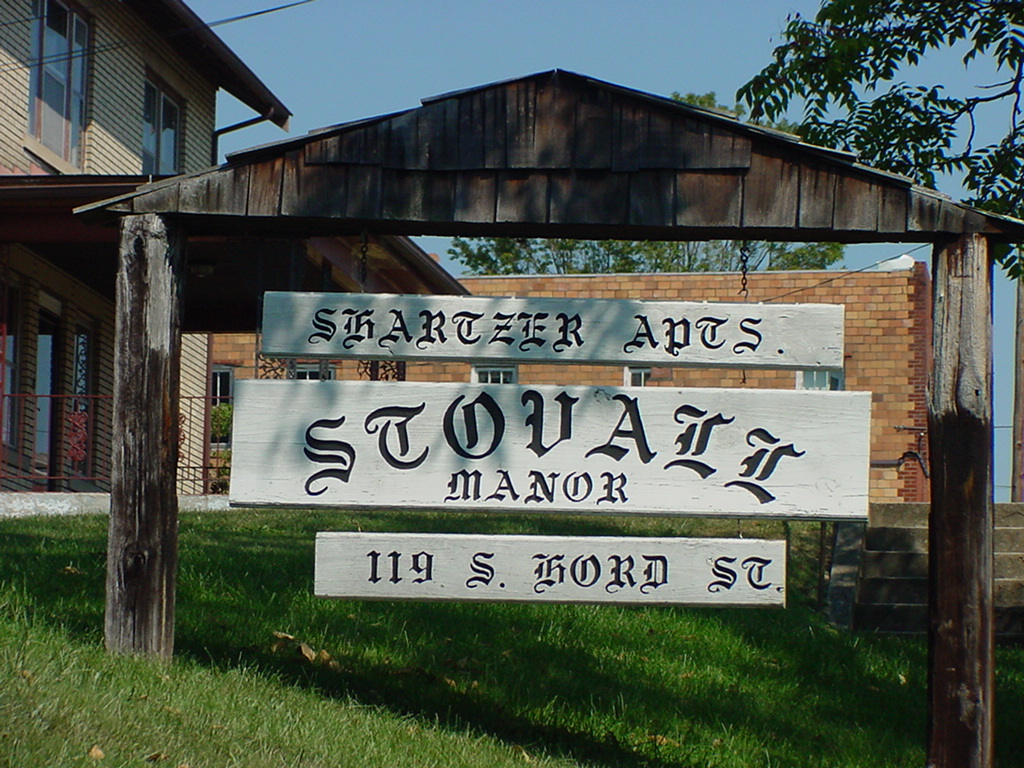 SHARTZER APTS.
STOVALL
MANOR
119 S. HORD ST.